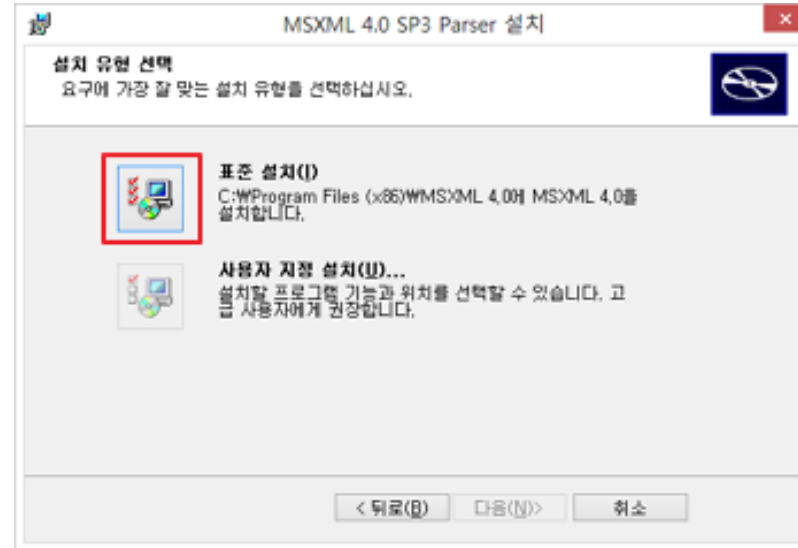 MSXML 4.0 SP3 Parser 설치
설치 유형 선택
요구에 가장 잘 맞는 설치 유형을 선택하십시오.
표준 설치(I)
C:₩Program Files (x86)₩MSXML 4.0에 MSXML 4.0를
설치합니다.
사용자 지정 설치(U)...
설치할 프로그램 기능과 위치를 선택할 수 있습니다. 고
급 사용자에게 권장합니다.
< 뒤로(B) 다음(N)> 취소